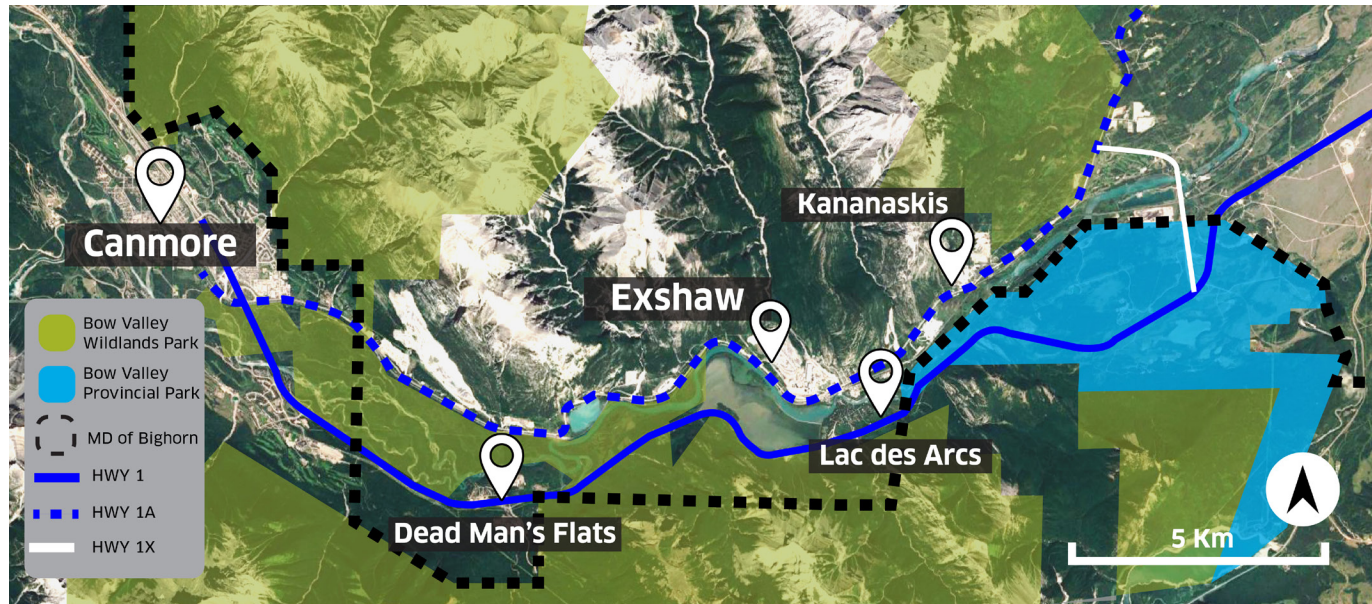 Canmore
Kananaskis
Exshaw
Lac des Arcs
Dead Man's Flats
Bow Valley
Wildlands Park
Bow Valley
Provincial Park
MD of Bighorn
HWY 1
HWY 1A
HWY 1X
5 Km